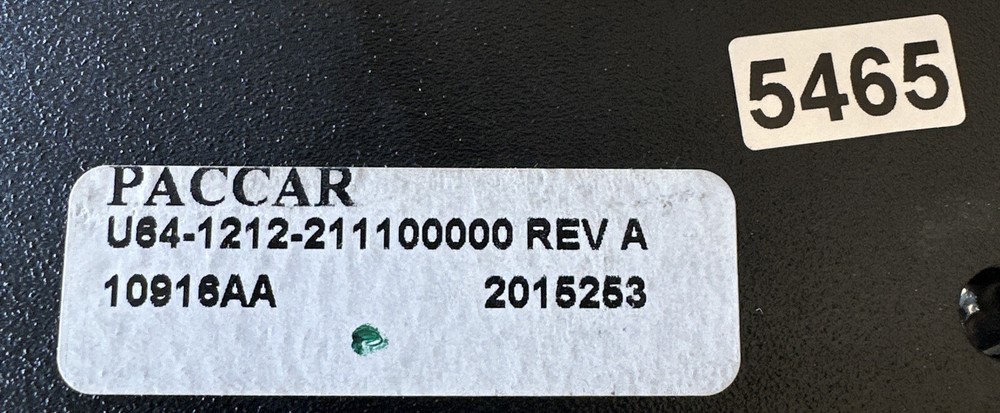 5465
PACCAR
U64-1212-211100000 REV A
10916AA 2015253